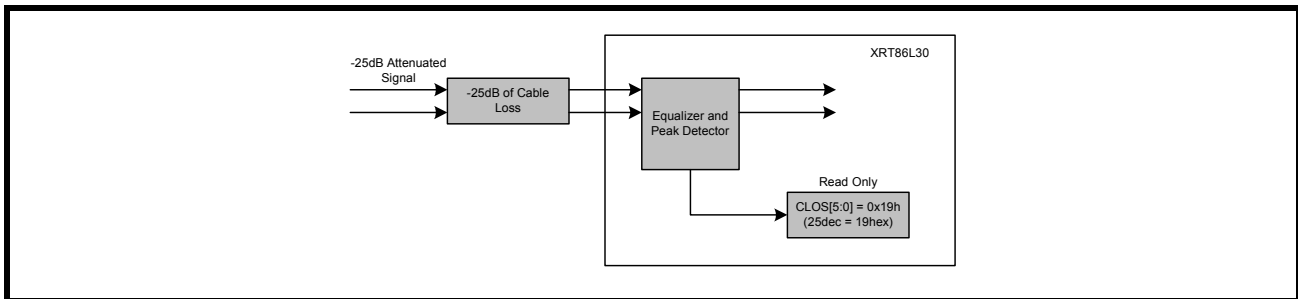 XRT86L30
-25dB Attenuated
Signal
-25dB of Cable
Loss
Equalizer and
Peak Detector
Read Only
CLOS[5:0] = 0x19h
(25dec = 19hex)